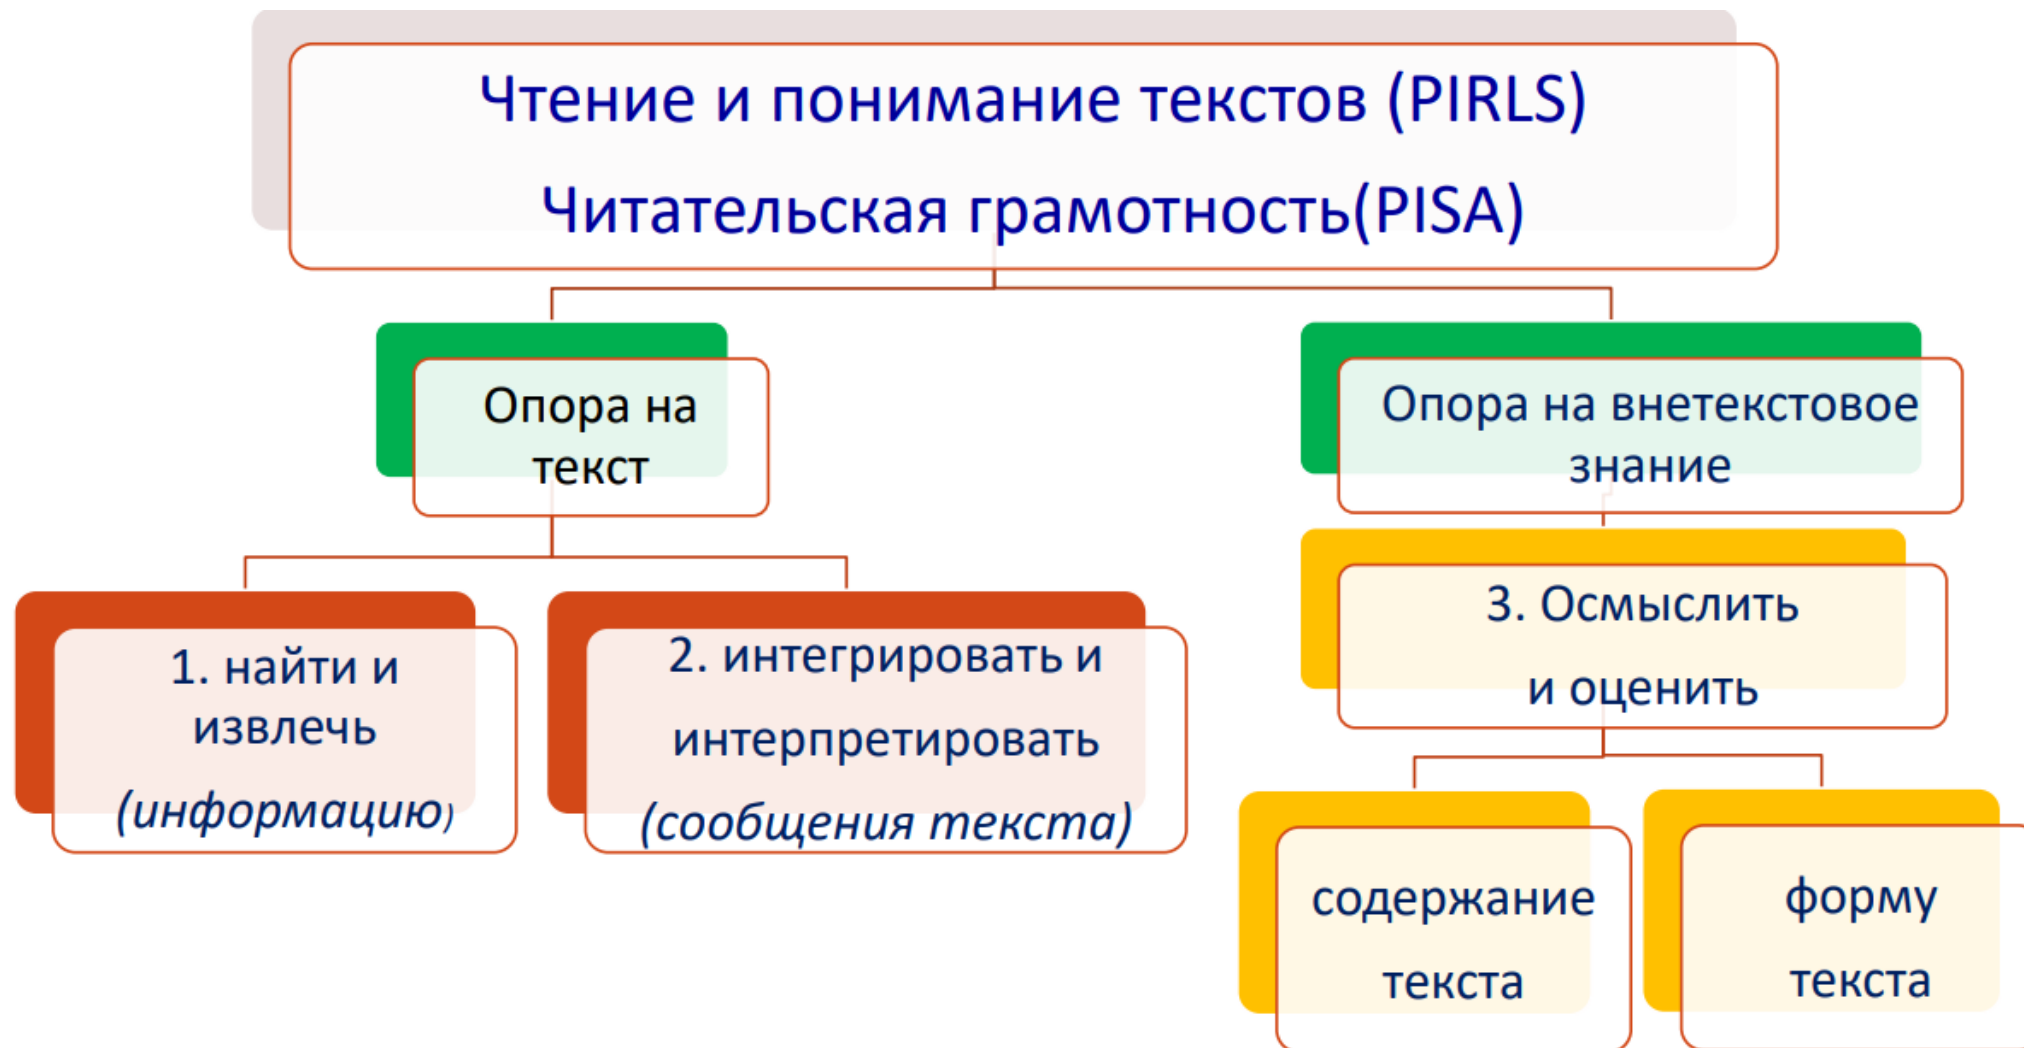 Чтение и понимание текстов (PIRLS)
Читательская грамотность(PISA)
Опора на
текст
Опора на внетекстовое
знание
1. найти и
извлечь
(информацию)
2. интегрировать и
интерпретировать
(сообщения текста)
3. Осмыслить
и оценить
содержание
текста
форму
текста